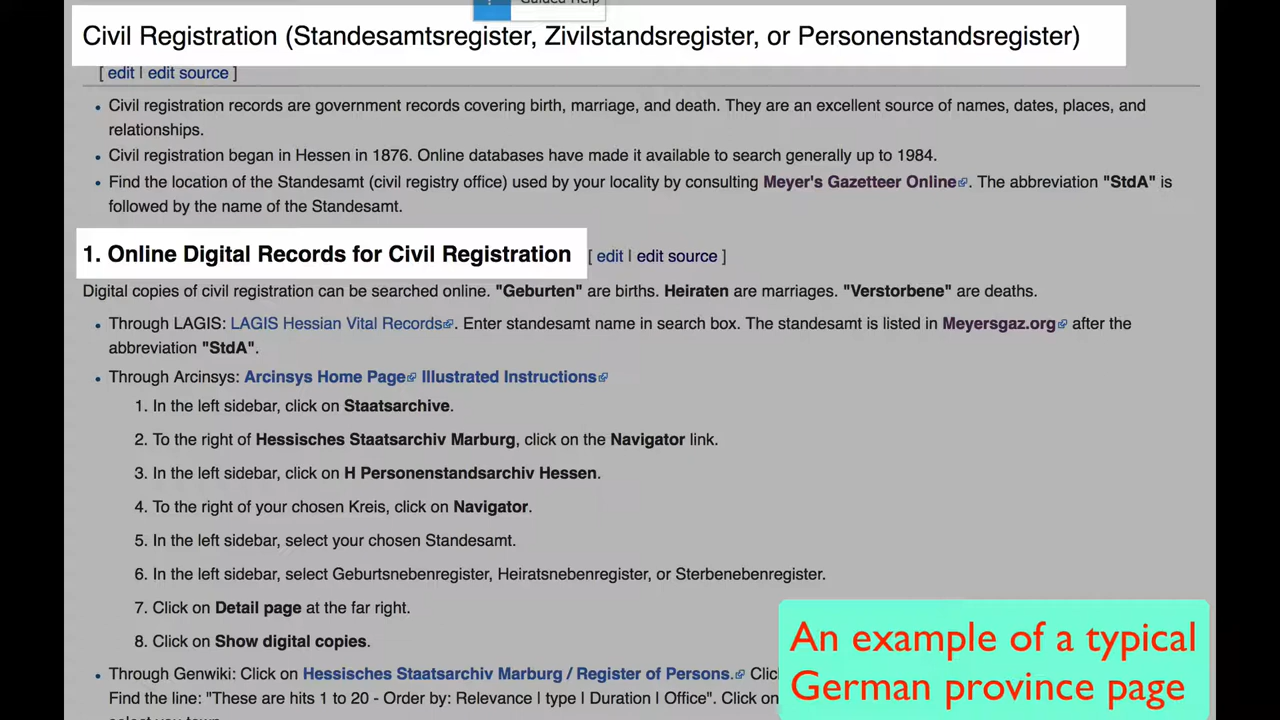 Guided Help
Civil Registration (Standesamtsregister, Zivilstandsregister, or Personenstandsregister)
[ edit | edit source ]
• Civil registration records are government records covering birth, marriage, and death. They are an excellent source of names, dates, places, and
relationships.
• Civil registration began in Hessen in 1876. Online databases have made it available to search generally up to 1984.
• Find the location of the Standesamt (civil registry office) used by your locality by consulting Meyer's Gazetteer Online. The abbreviation "StdA" is
followed by the name of the Standesamt.
1. Online Digital Records for Civil Registration [ edit | edit source ]
Digital copies of civil registration can be searched online. "Geburten" are births. Heiraten are marriages. "Verstorbene" are deaths.
• Through LAGIS: LAGIS Hessian Vital Records. Enter standesamt name in search box. The standesamt is listed in Meyersgaz.org after the
abbreviation "StdA".
• Through Arcinsys: Arcinsys Home Page Illustrated Instructions
1. In the left sidebar, click on Staatsarchive.
2. To the right of Hessisches Staatsarchiv Marburg, click on the Navigator link.
3. In the left sidebar, click on H Personenstandsarchiv Hessen.
4. To the right of your chosen Kreis, click on Navigator.
5. In the left sidebar, select your chosen Standesamt.
6. In the left sidebar, select Geburtsnebenregister, Heiratsnebenregister, or Sterbenebenregister.
7. Click on Detail page at the far right.
8. Click on Show digital copies.
• Through Genwiki: Click on Hessisches Staatsarchiv Marburg / Register of Persons.
Find the line: "These are hits 1 to 20 - Order by: Relevance | type | Duration | Office". Click on
An example of a typical
German province page